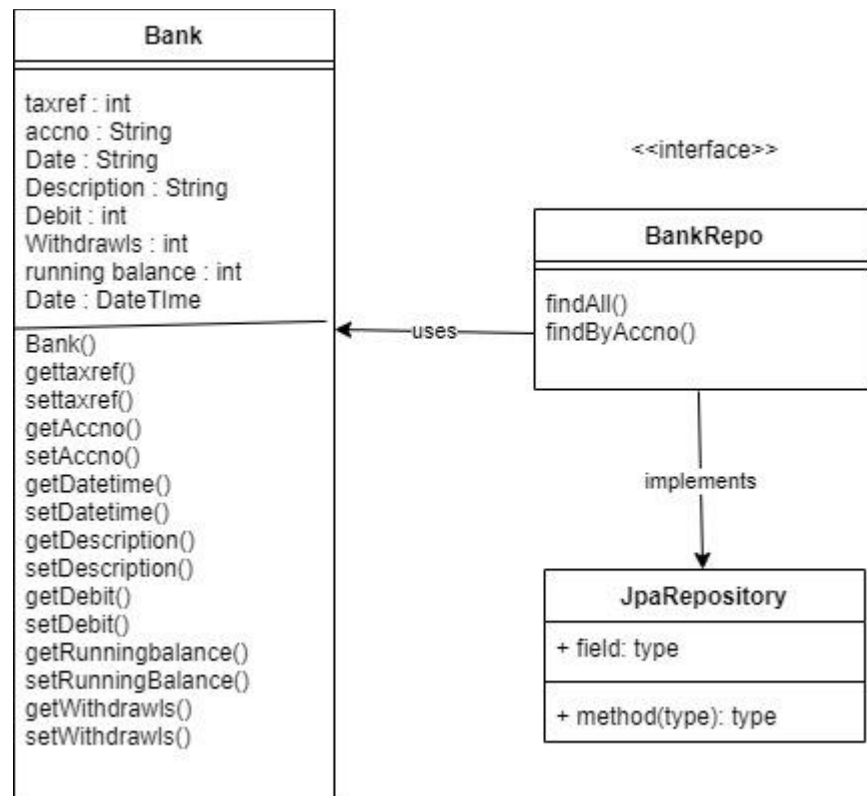 Bank
taxref : int
accno : String
Date : String
Description : String
Debit : int
Withdrawls : int
running balance : int
Date : DateTIme
Bank()
gettaxref()
settaxref()
getAccno()
setAccno()
getDatetime()
setDatetime()
getDescription()
setDescription()
getDebit()
setDebit()
getRunningbalance()
setRunningBalance()
getWithdrawls()
setWithdrawls()
uses
<<interface>>
BankRepo
findAll()
findByAccno()
implements
JpaRepository
+ field: type
+ method(type): type